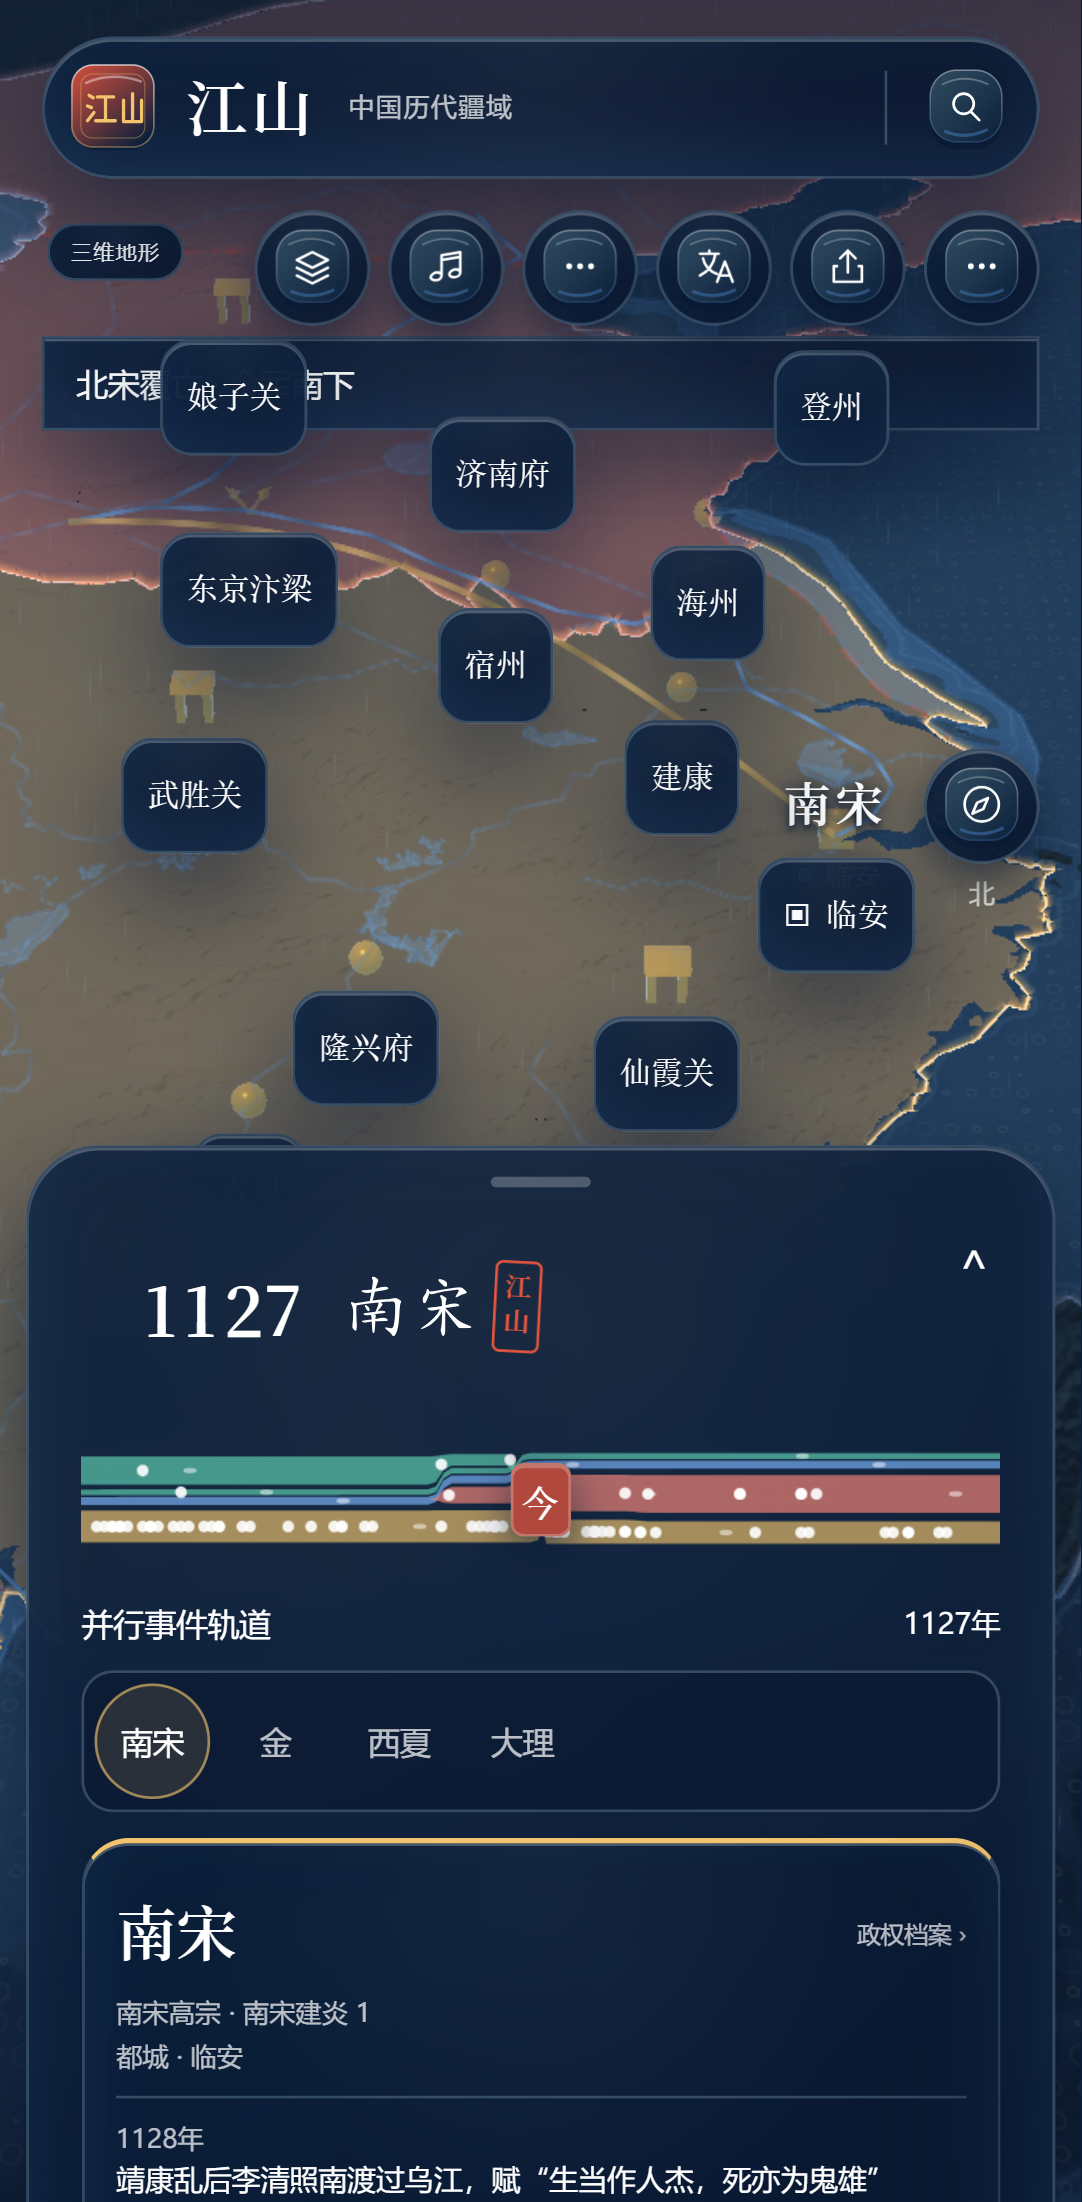 江山
江山
中国历代疆域
三维地形
北宋覆
南下
娘子关
登州
济南府
东京汴梁
海州
宿州
武胜关
建康
南宋
北
临安
隆兴府
仙霞关
^
1127 南宋
江山
今
并行事件轨道
1127年
南宋
金
西夏
大理
南宋
政权档案 ›
南宋高宗 · 南宋建炎 1
都城 · 临安
1128年
靖康乱后李清照南渡过乌江，赋“生当作人杰，死亦为鬼雄”